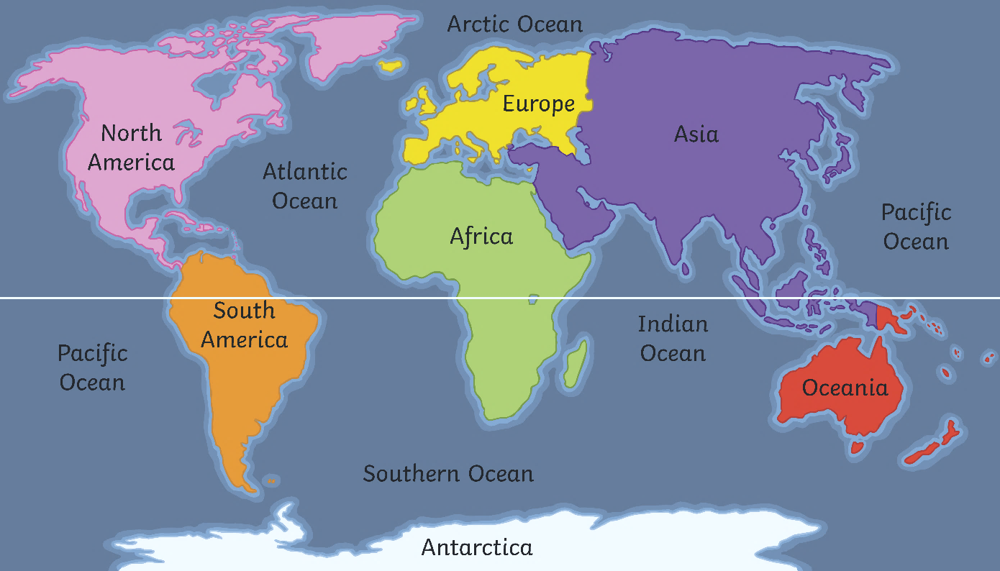 Arctic Ocean
Europe
North
America
Asia
Atlantic
Ocean
Pacific
Ocean
Africa
South
America
Indian
Ocean
Pacific
Ocean
Oceania
Southern Ocean
Antarctica